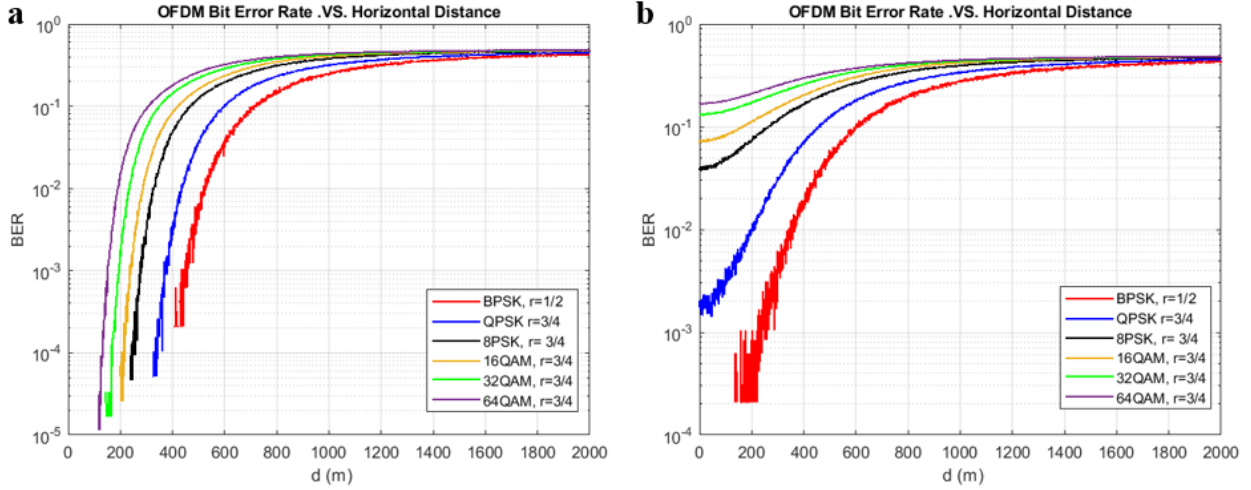 a
OFDM Bit Error Rate .VS. Horizontal Distance
10^0
10^-1
10^-2
10^-3
10^-4
10^-5
BER
0 200 400 600 800 1000 1200 1400 1600 1800 2000
d (m)
BPSK, r=1/2
QPSK r=3/4
8PSK, r= 3/4
16QAM, r=3/4
32QAM, r=3/4
64QAM, r=3/4
b
OFDM Bit Error Rate .VS. Horizontal Distance
10^0
10^-1
10^-2
10^-3
10^-4
BER
0 200 400 600 800 1000 1200 1400 1600 1800 2000
d (m)
BPSK, r=1/2
QPSK r=3/4
8PSK, r= 3/4
16QAM, r=3/4
32QAM, r=3/4
64QAM, r=3/4